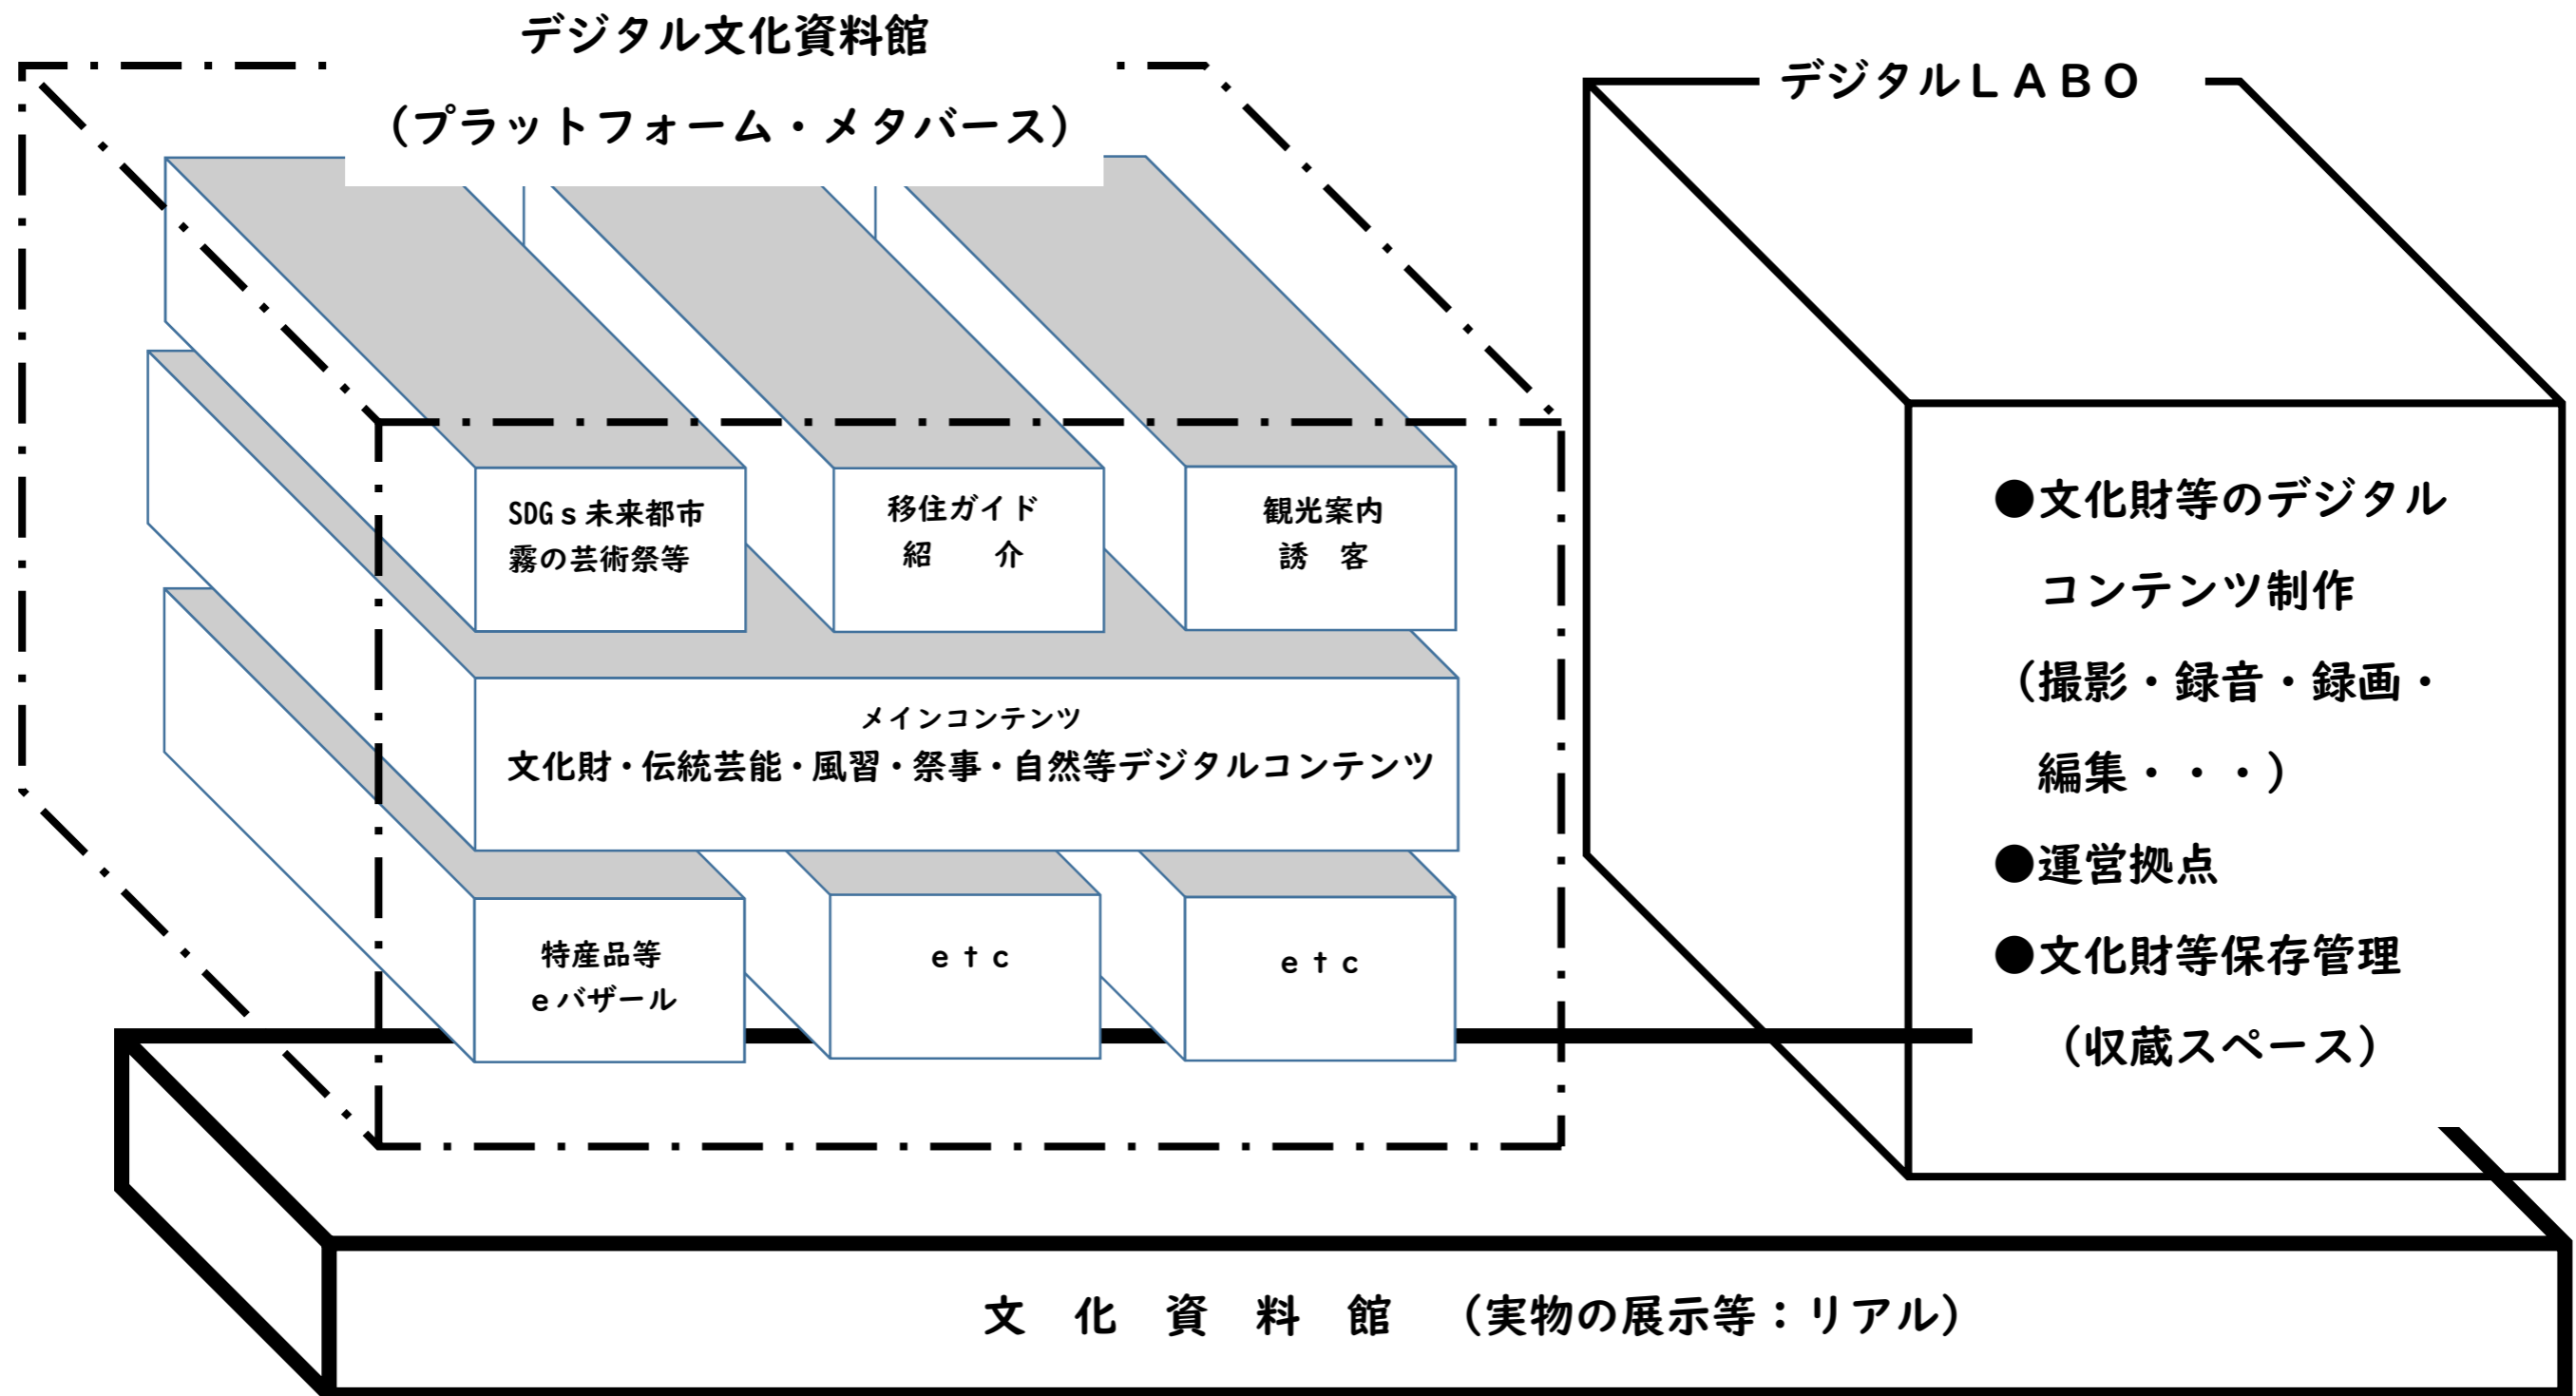 デジタル文化資料館
（プラットフォーム・メタバース）
デジタルＬＡＢＯ
SDGｓ未来都市
霧の芸術祭等
移住ガイド
紹　　介
観光案内
誘　客
メインコンテンツ
文化財・伝統芸能・風習・祭事・自然等デジタルコンテンツ
特産品等
ｅバザール
ｅｔｃ
ｅｔｃ
●文化財等のデジタル
コンテンツ制作
（撮影・録音・録画・
編集・・・）
●運営拠点
●文化財等保存管理
（収蔵スペース）
文　化　資　料　館　（実物の展示等：リアル）